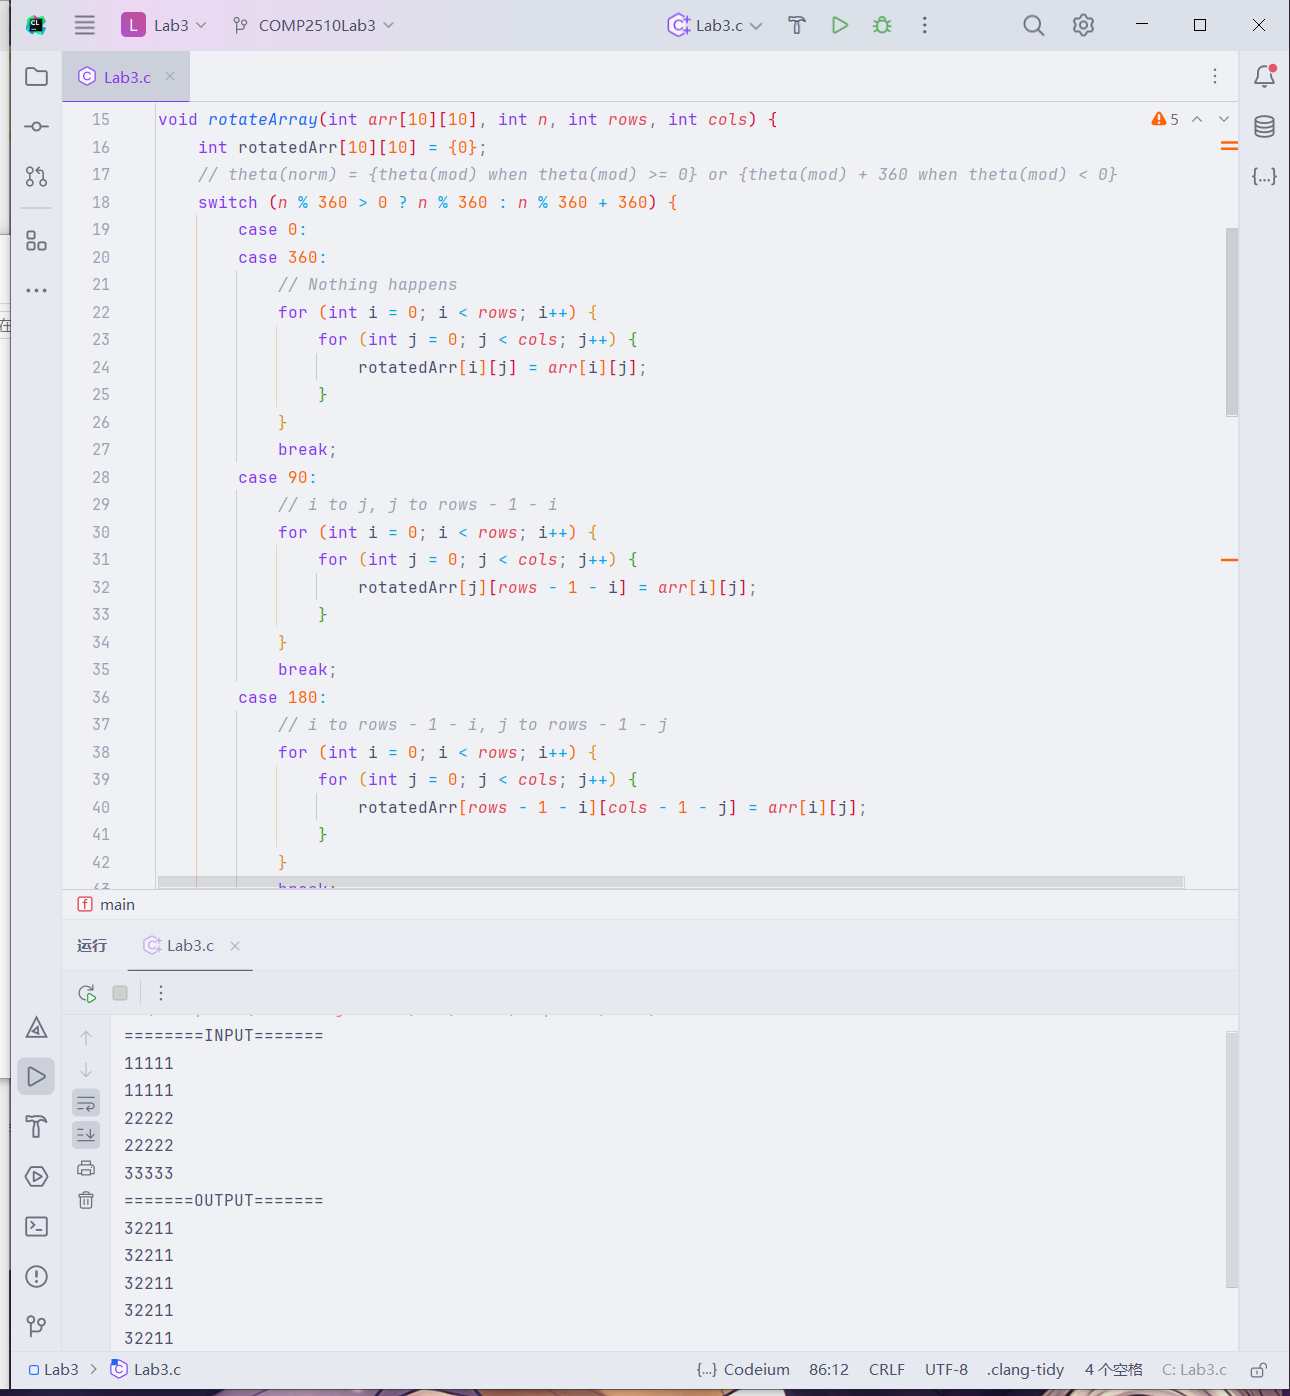 L Lab3 COMP2510Lab3 Lab3.c
Lab3.c
15 void rotateArray(int arr[10][10], int n, int rows, int cols) { 5
16 int rotatedArr[10][10] = {0};
17 // theta(norm) = {theta(mod) when theta(mod) >= 0} or {theta(mod) + 360 when theta(mod) < 0}
18 switch (n % 360 > 0 ? n % 360 : n % 360 + 360) {
19 case 0:
20 case 360:
21 // Nothing happens
22 for (int i = 0; i < rows; i++) {
23 for (int j = 0; j < cols; j++) {
24 rotatedArr[i][j] = arr[i][j];
25 }
26 }
27 break;
28 case 90:
29 // i to j, j to rows - 1 - i
30 for (int i = 0; i < rows; i++) {
31 for (int j = 0; j < cols; j++) {
32 rotatedArr[j][rows - 1 - i] = arr[i][j];
33 }
34 }
35 break;
36 case 180:
37 // i to rows - 1 - i, j to rows - 1 - j
38 for (int i = 0; i < rows; i++) {
39 for (int j = 0; j < cols; j++) {
40 rotatedArr[rows - 1 - i][cols - 1 - j] = arr[i][j];
41 }
42 }
43 break;
main
运行 Lab3.c
========INPUT=======
11111
11111
22222
22222
33333
=======OUTPUT=======
32211
32211
32211
32211
32211
Lab3 > Lab3.c {...} Codeium 86:12 CRLF UTF-8 .clang-tidy 4 个空格 C: Lab3.c